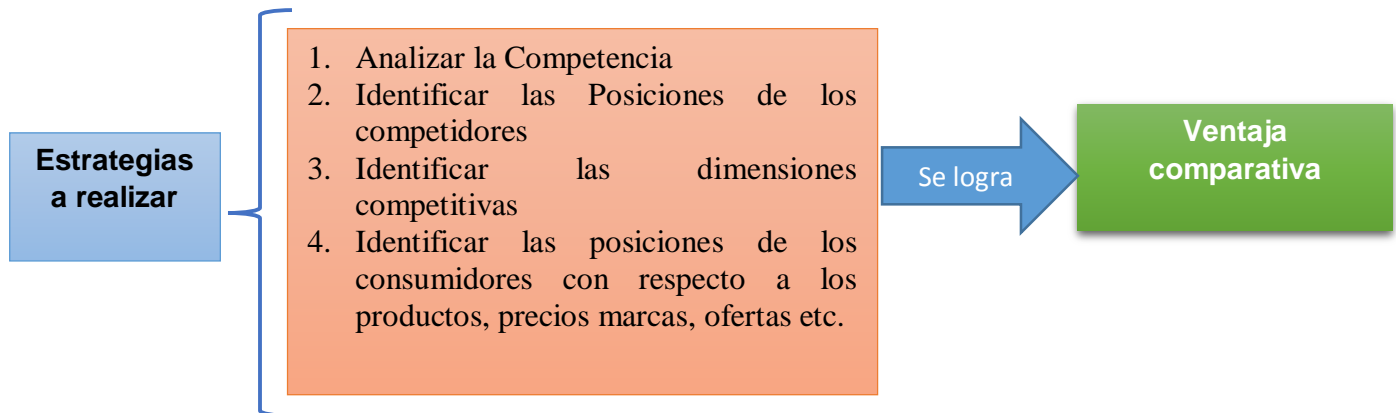 Estrategias
a realizar
1. Analizar la Competencia
2. Identificar las Posiciones de los
competidores
3. Identificar las dimensiones
competitivas
4. Identificar las posiciones de los
consumidores con respecto a los
productos, precios marcas, ofertas etc.
Se logra
Ventaja
comparativa